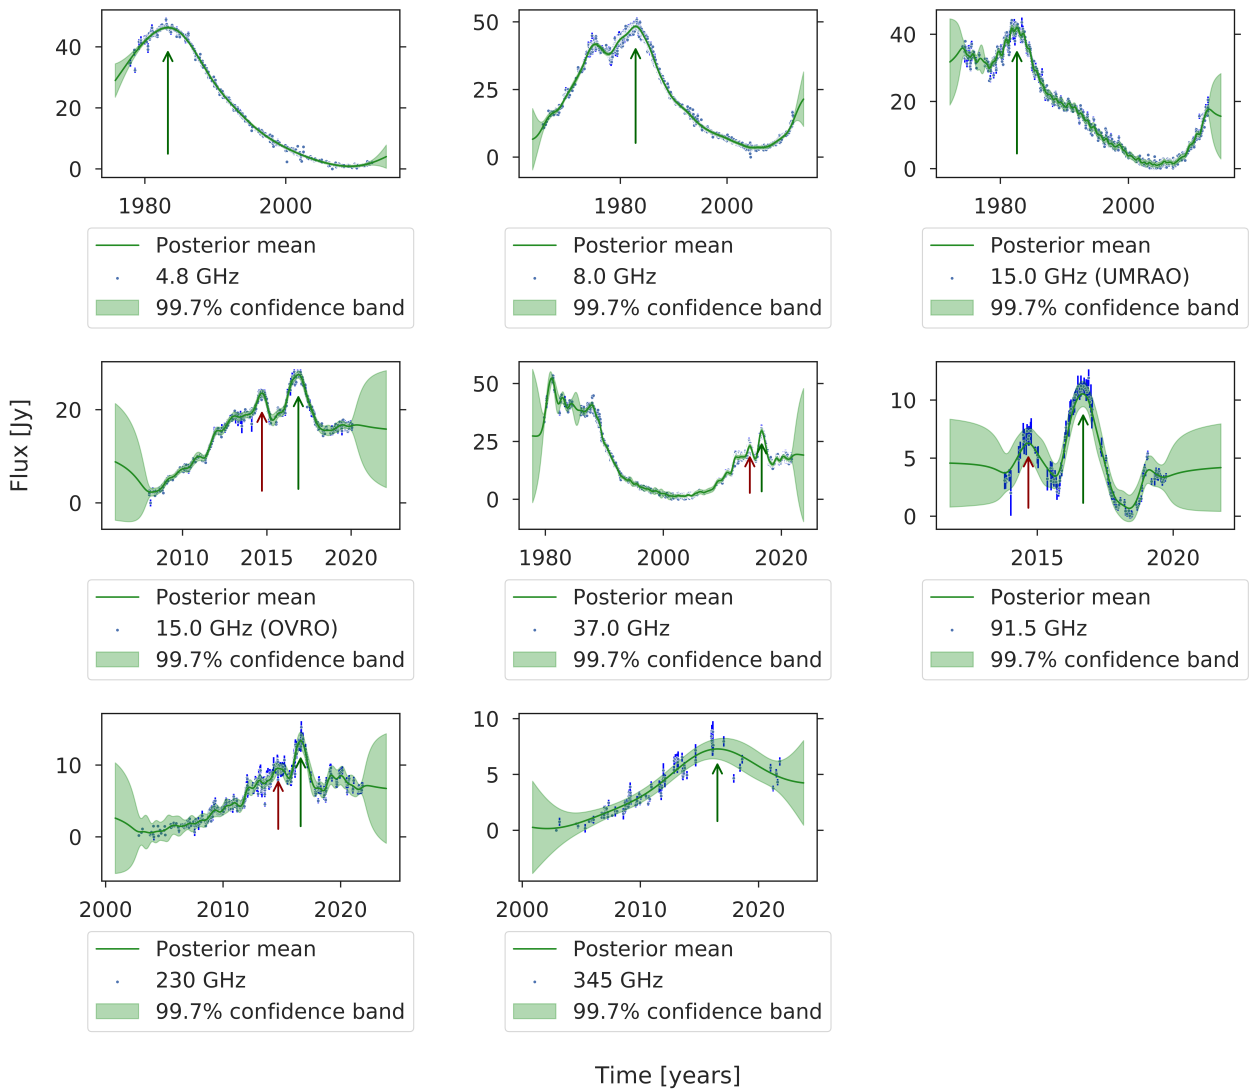 40
20
0
1980 2000
Posterior mean
4.8 GHz
99.7% confidence band
50
25
0
1980 2000
Posterior mean
8.0 GHz
99.7% confidence band
40
20
0
1980 2000
Posterior mean
15.0 GHz (UMRAO)
99.7% confidence band
Flux [Jy]
20
0
2010 2015 2020
Posterior mean
15.0 GHz (OVRO)
99.7% confidence band
50
25
0
1980 2000 2020
Posterior mean
37.0 GHz
99.7% confidence band
10
5
0
2015 2020
Posterior mean
91.5 GHz
99.7% confidence band
10
0
2000 2010 2020
Posterior mean
230 GHz
99.7% confidence band
10
5
0
2000 2010 2020
Posterior mean
345 GHz
99.7% confidence band
Time [years]